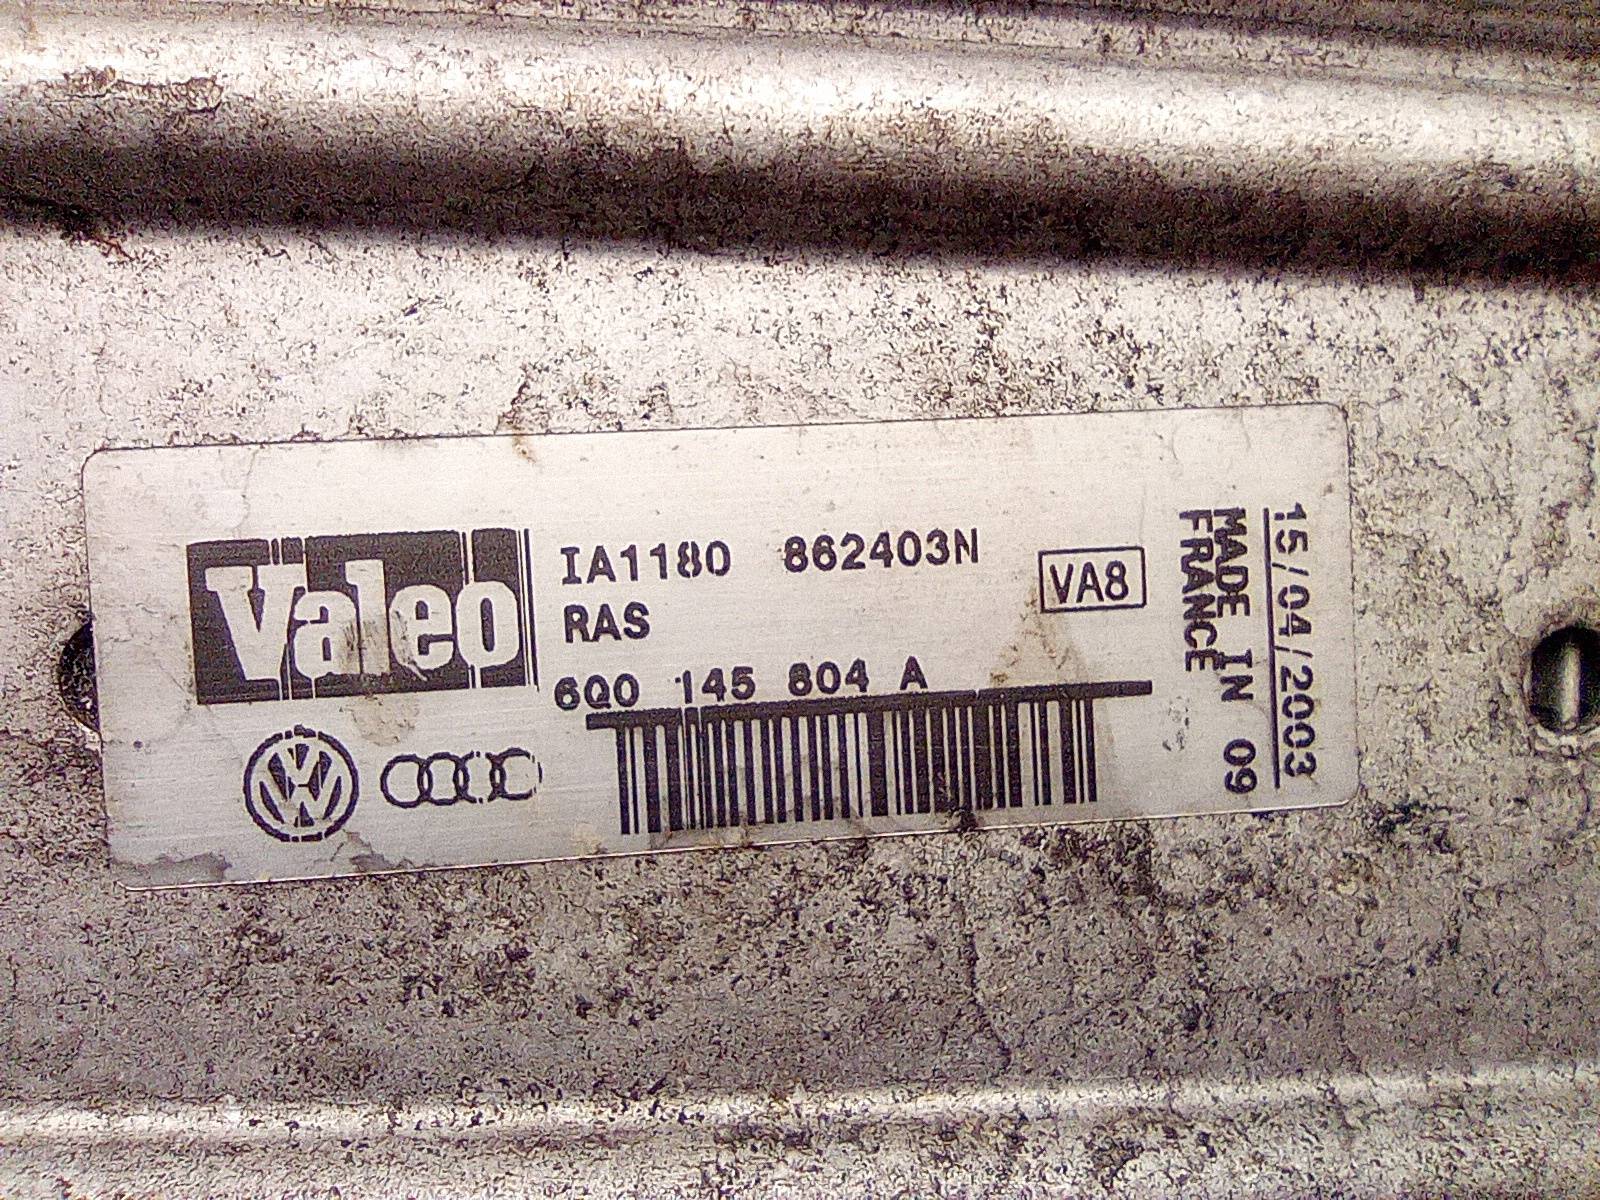 Valeo
IA1180 862403N
RAS
VA8
6Q0 145 804 A
15/04/2003
MADE IN 09
FRANCE